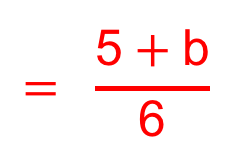 = 5 + b
6